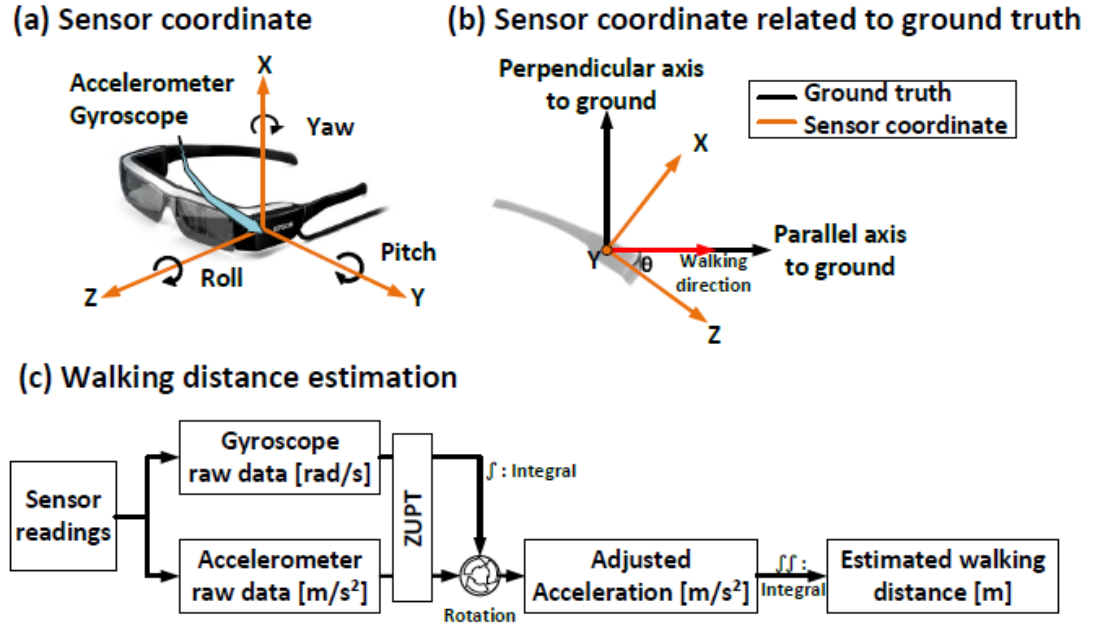 (a) Sensor coordinate
Accelerometer
Gyroscope
X
Yaw
EPSON
Pitch
Roll
Z
Y
(b) Sensor coordinate related to ground truth
Perpendicular axis
to ground
Ground truth
Sensor coordinate
X
Y
θ
Walking
direction
Parallel axis
to ground
Z
(c) Walking distance estimation
Sensor
readings
Gyroscope
raw data [rad/s]
Accelerometer
raw data [m/s²]
ZUPT
∫ : Integral
Rotation
Adjusted
Acceleration [m/s²]
∫∫ :
Integral
Estimated walking
distance [m]